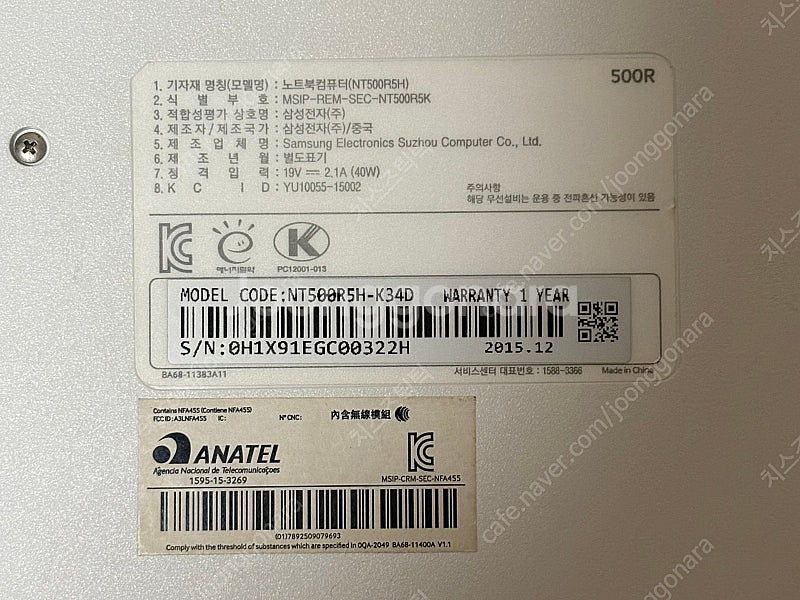 500R
1. 기자재 명칭(모델명) : 노트북컴퓨터(NT500R5H)
2. 식 별 부 호 : MSIP-REM-SEC-NT500R5K
3. 적합성평가 상호명 : 삼성전자(주)
4. 제조자/제조국가 : 삼성전자(주)/중국
5. 제 조 업 체 명 : Samsung Electronics Suzhou Computer Co., Ltd.
6. 제 조 년 월 : 별도표기
7. 정 격 입 력 : 19V ⎓ 2.1A (40W)
8. K C I D : YU10055-15002
주의사항
해당 무선설비는 운용 중 전파혼신 가능성이 있음
에너지절약
K
PC12001-013
joonggonara
MODEL CODE:NT500R5H-K34D WARRANTY 1 YEAR
S/N:0H1X91EGC00322H 2015.12
BA68-11383A11 서비스센터 대표번호 : 1588-3366 Made in China
Contains NFA455 (Contiene NFA455)
FCC ID : A3LNFA455 IC: N° CNC: 內含無線模組
ANATEL
Agência Nacional de Telecomunicações
1595-15-3269 MSIP-CRM-SEC-NFA455
(01)7892509079693
Comply with the threshold of substances which are specified in 0QA-2049 BA68-11400A V1.1
cafe.naver.com/joonggonara